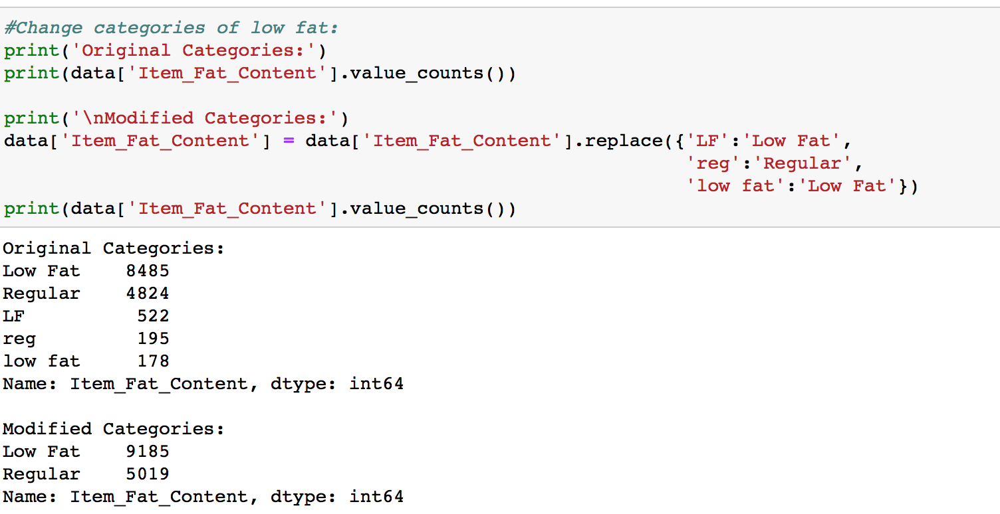 #Change categories of low fat:
print('Original Categories:')
print(data['Item_Fat_Content'].value_counts())

print('\nModified Categories:')
data['Item_Fat_Content'] = data['Item_Fat_Content'].replace({'LF':'Low Fat',
                                                             'reg':'Regular',
                                                             'low fat':'Low Fat'})
print(data['Item_Fat_Content'].value_counts())
Original Categories:
Low Fat    8485
Regular    4824
LF          522
reg         195
low fat     178
Name: Item_Fat_Content, dtype: int64

Modified Categories:
Low Fat    9185
Regular    5019
Name: Item_Fat_Content, dtype: int64